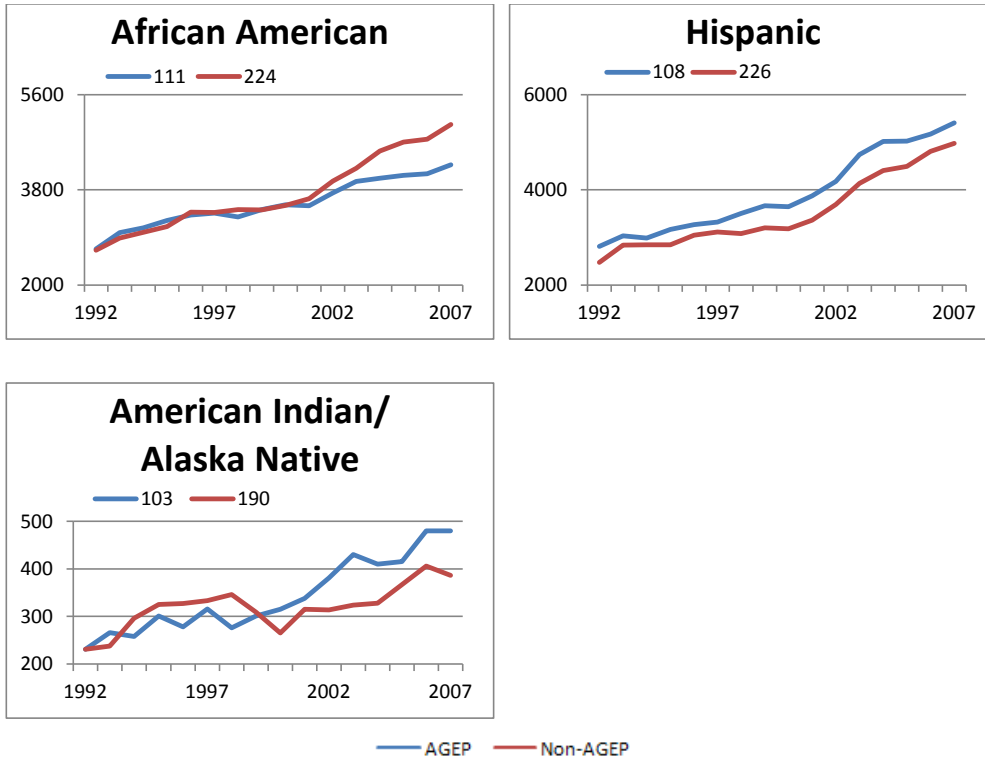 African American
111 224
5600
3800
2000
1992 1997 2002 2007
Hispanic
108 226
6000
4000
2000
1992 1997 2002 2007
American Indian/
Alaska Native
103 190
500
400
300
200
1992 1997 2002 2007
AGEP Non-AGEP